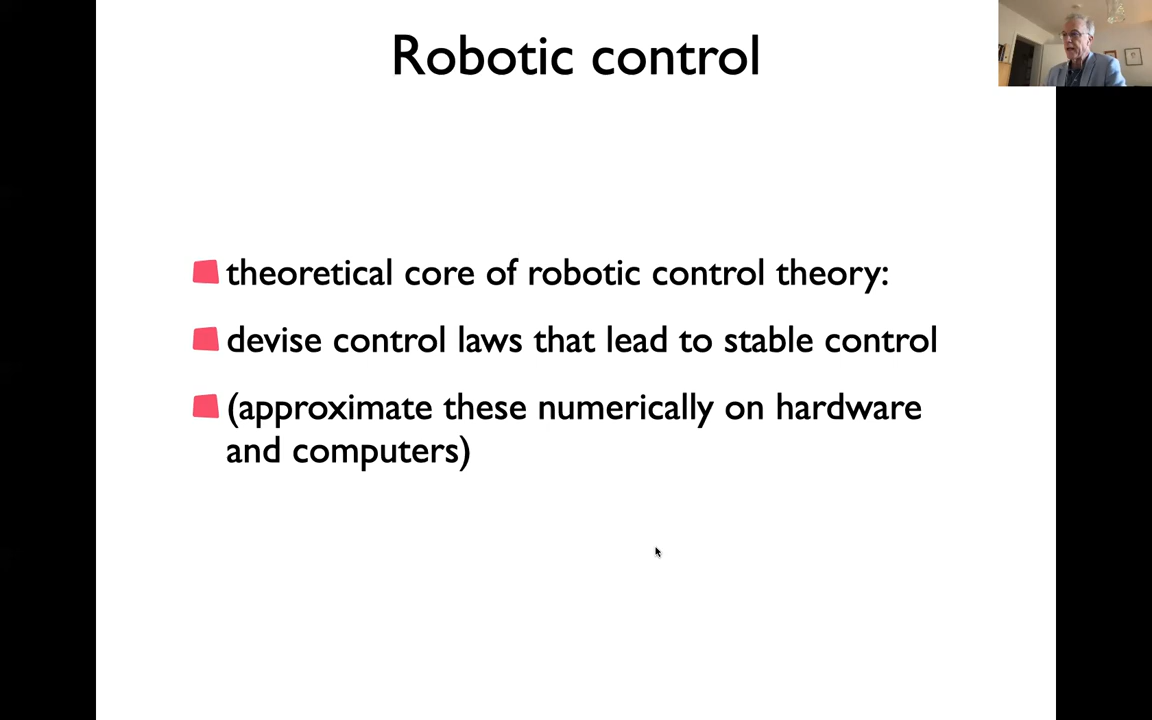 Robotic control
theoretical core of robotic control theory:
devise control laws that lead to stable control
(approximate these numerically on hardware
and computers)